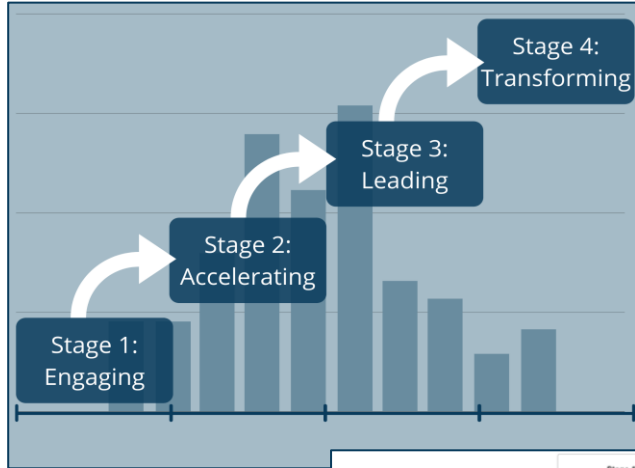 Stage 1:
Engaging
Stage 2:
Accelerating
Stage 3:
Leading
Stage 4:
Transforming